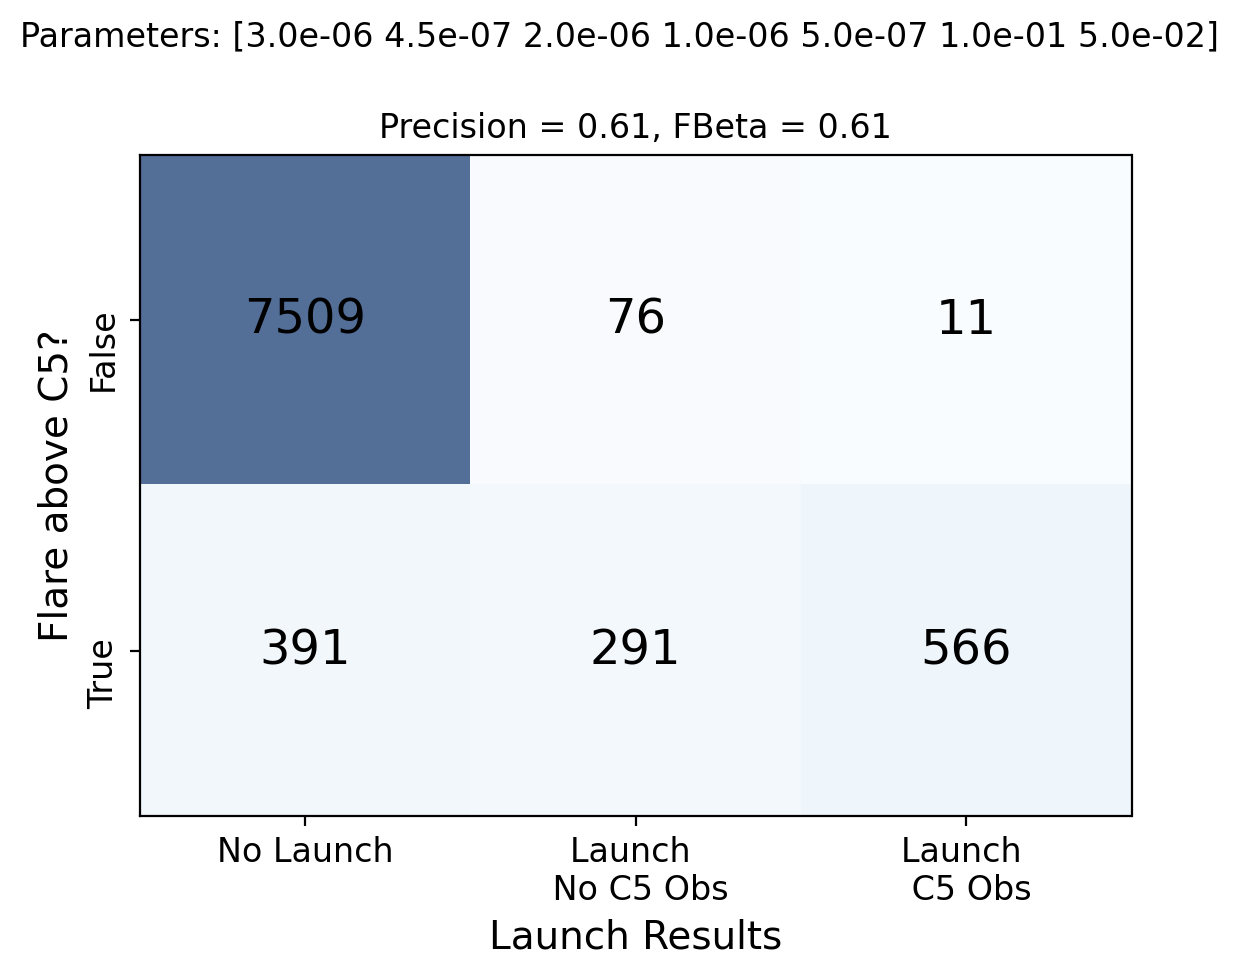 Parameters: [3.0e-06 4.5e-07 2.0e-06 1.0e-06 5.0e-07 1.0e-01 5.0e-02]
Precision = 0.61, FBeta = 0.61
Flare above C5?
False
7509 76 11
True
391 291 566
No Launch Launch Launch
No C5 Obs C5 Obs
Launch Results